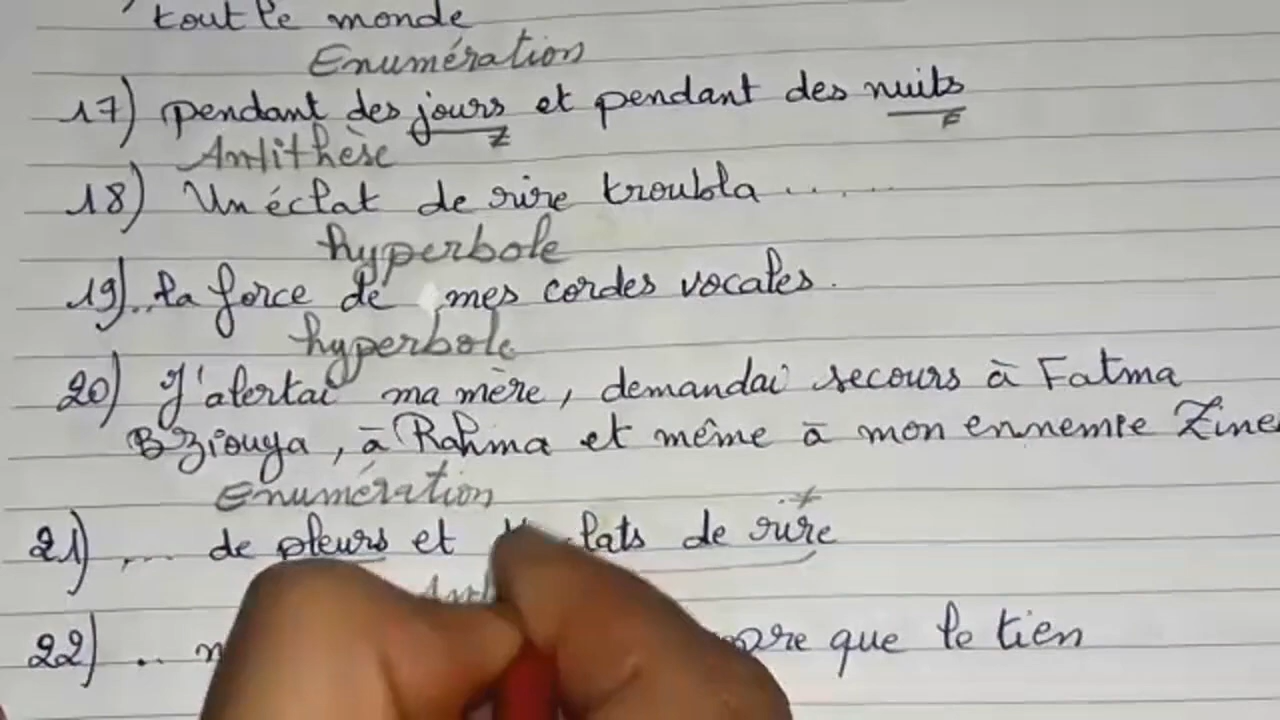 tout le monde
Enumération
17) pendant des jours et pendant des nuits
≠ ≠
Antithèse
18) Un éclat de rire troubla .....
hyperbole
19).. la force de mes cordes vocales.
hyperbole
20) J'alertai ma mère, demandai secours à Fatma
Bziouya, à Rahma et même à mon ennemie Zine
Enumération
21) .... de pleurs et lats de rire
22) .. que le tien